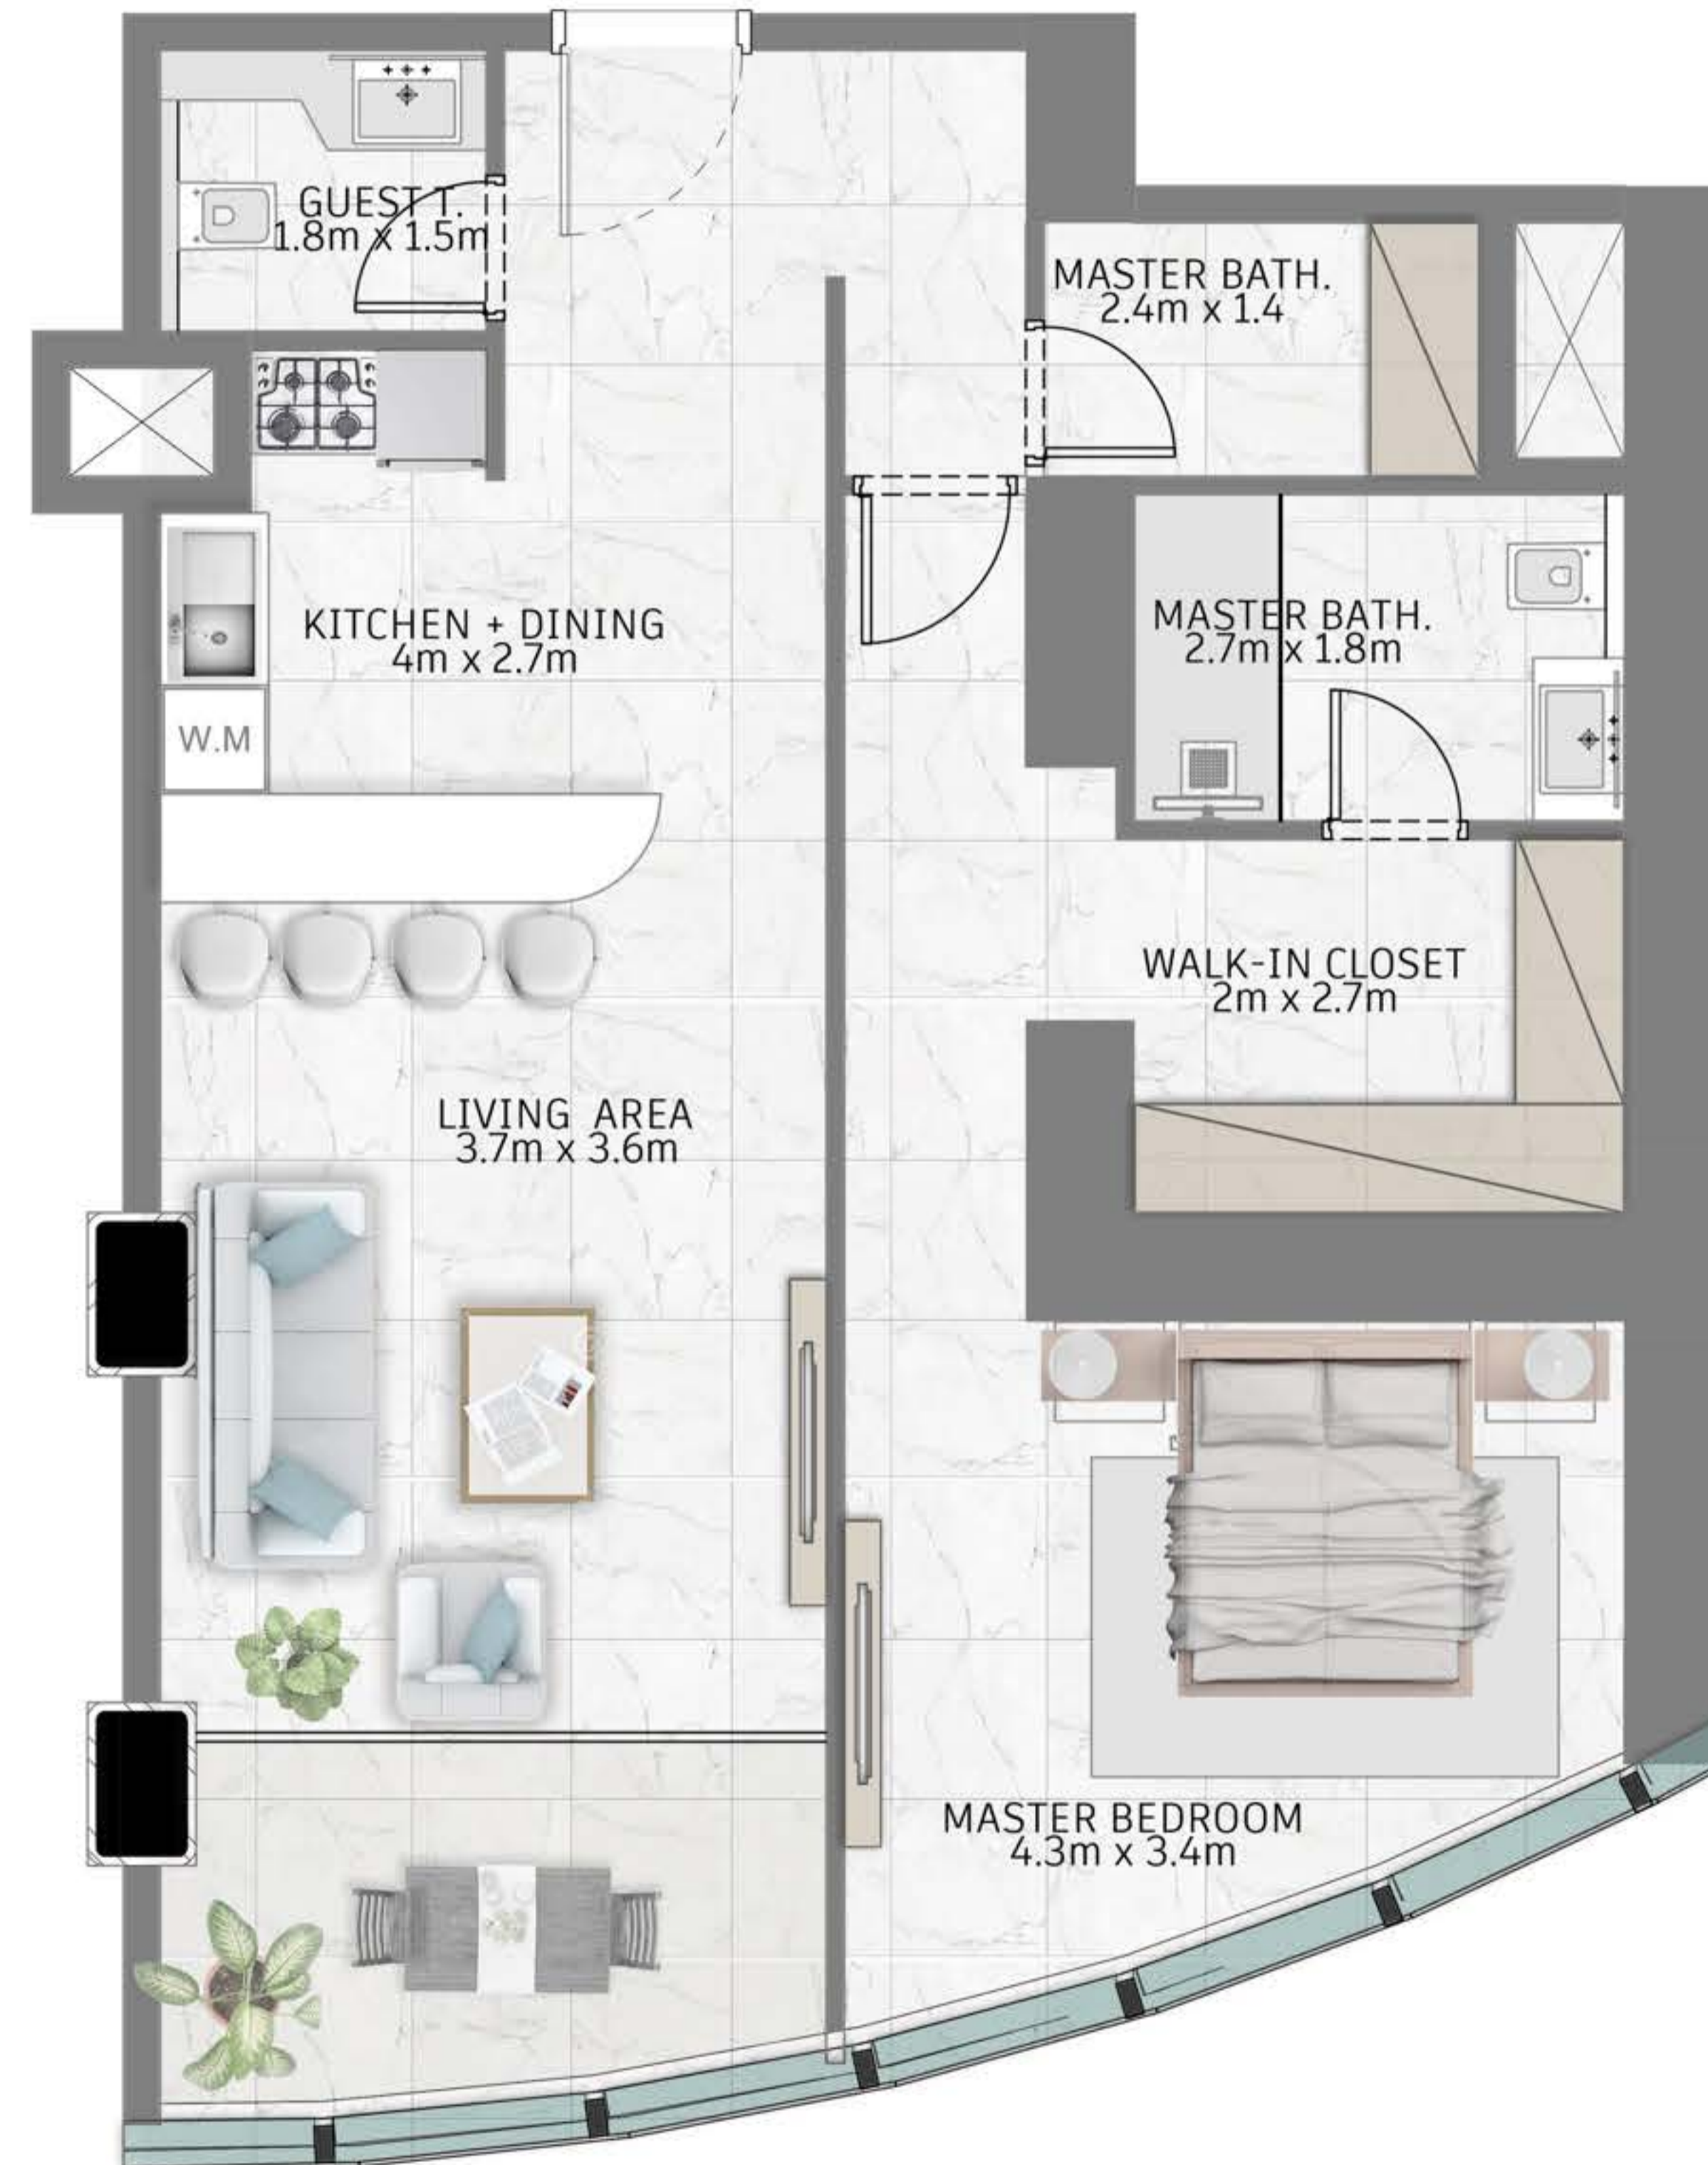 GUEST T.
1.8m x 1.5m
MASTER BATH.
2.4m x 1.4
KITCHEN + DINING
4m x 2.7m
MASTER BATH.
2.7m x 1.8m
W.M
WALK-IN CLOSET
2m x 2.7m
LIVING AREA
3.7m x 3.6m
MASTER BEDROOM
4.3m x 3.4m